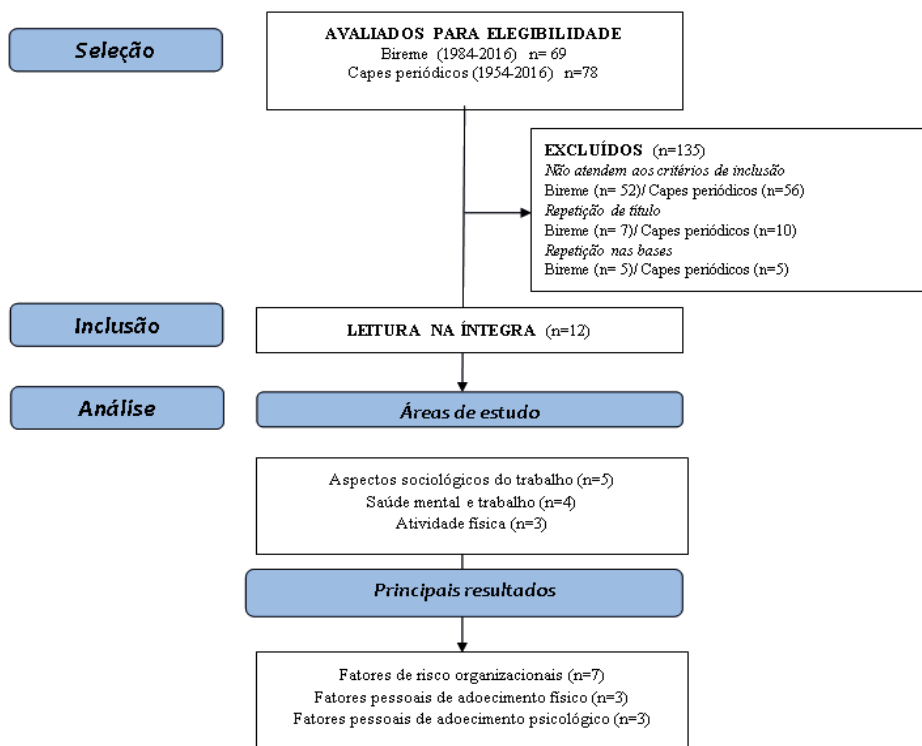 Seleção
AVALIADOS PARA ELEGIBILIDADE
Bireme (1984-2016) n= 69
Capes periódicos (1954-2016) n=78
EXCLUÍDOS (n=135)
Não atendem aos critérios de inclusão
Bireme (n= 52)/ Capes periódicos (n=56)
Repetição de título
Bireme (n= 7)/ Capes periódicos (n=10)
Repetição nas bases
Bireme (n= 5)/ Capes periódicos (n=5)
Inclusão
LEITURA NA ÍNTEGRA (n=12)
Análise
Áreas de estudo
Aspectos sociológicos do trabalho (n=5)
Saúde mental e trabalho (n=4)
Atividade física (n=3)
Principais resultados
Fatores de risco organizacionais (n=7)
Fatores pessoais de adoecimento físico (n=3)
Fatores pessoais de adoecimento psicológico (n=3)